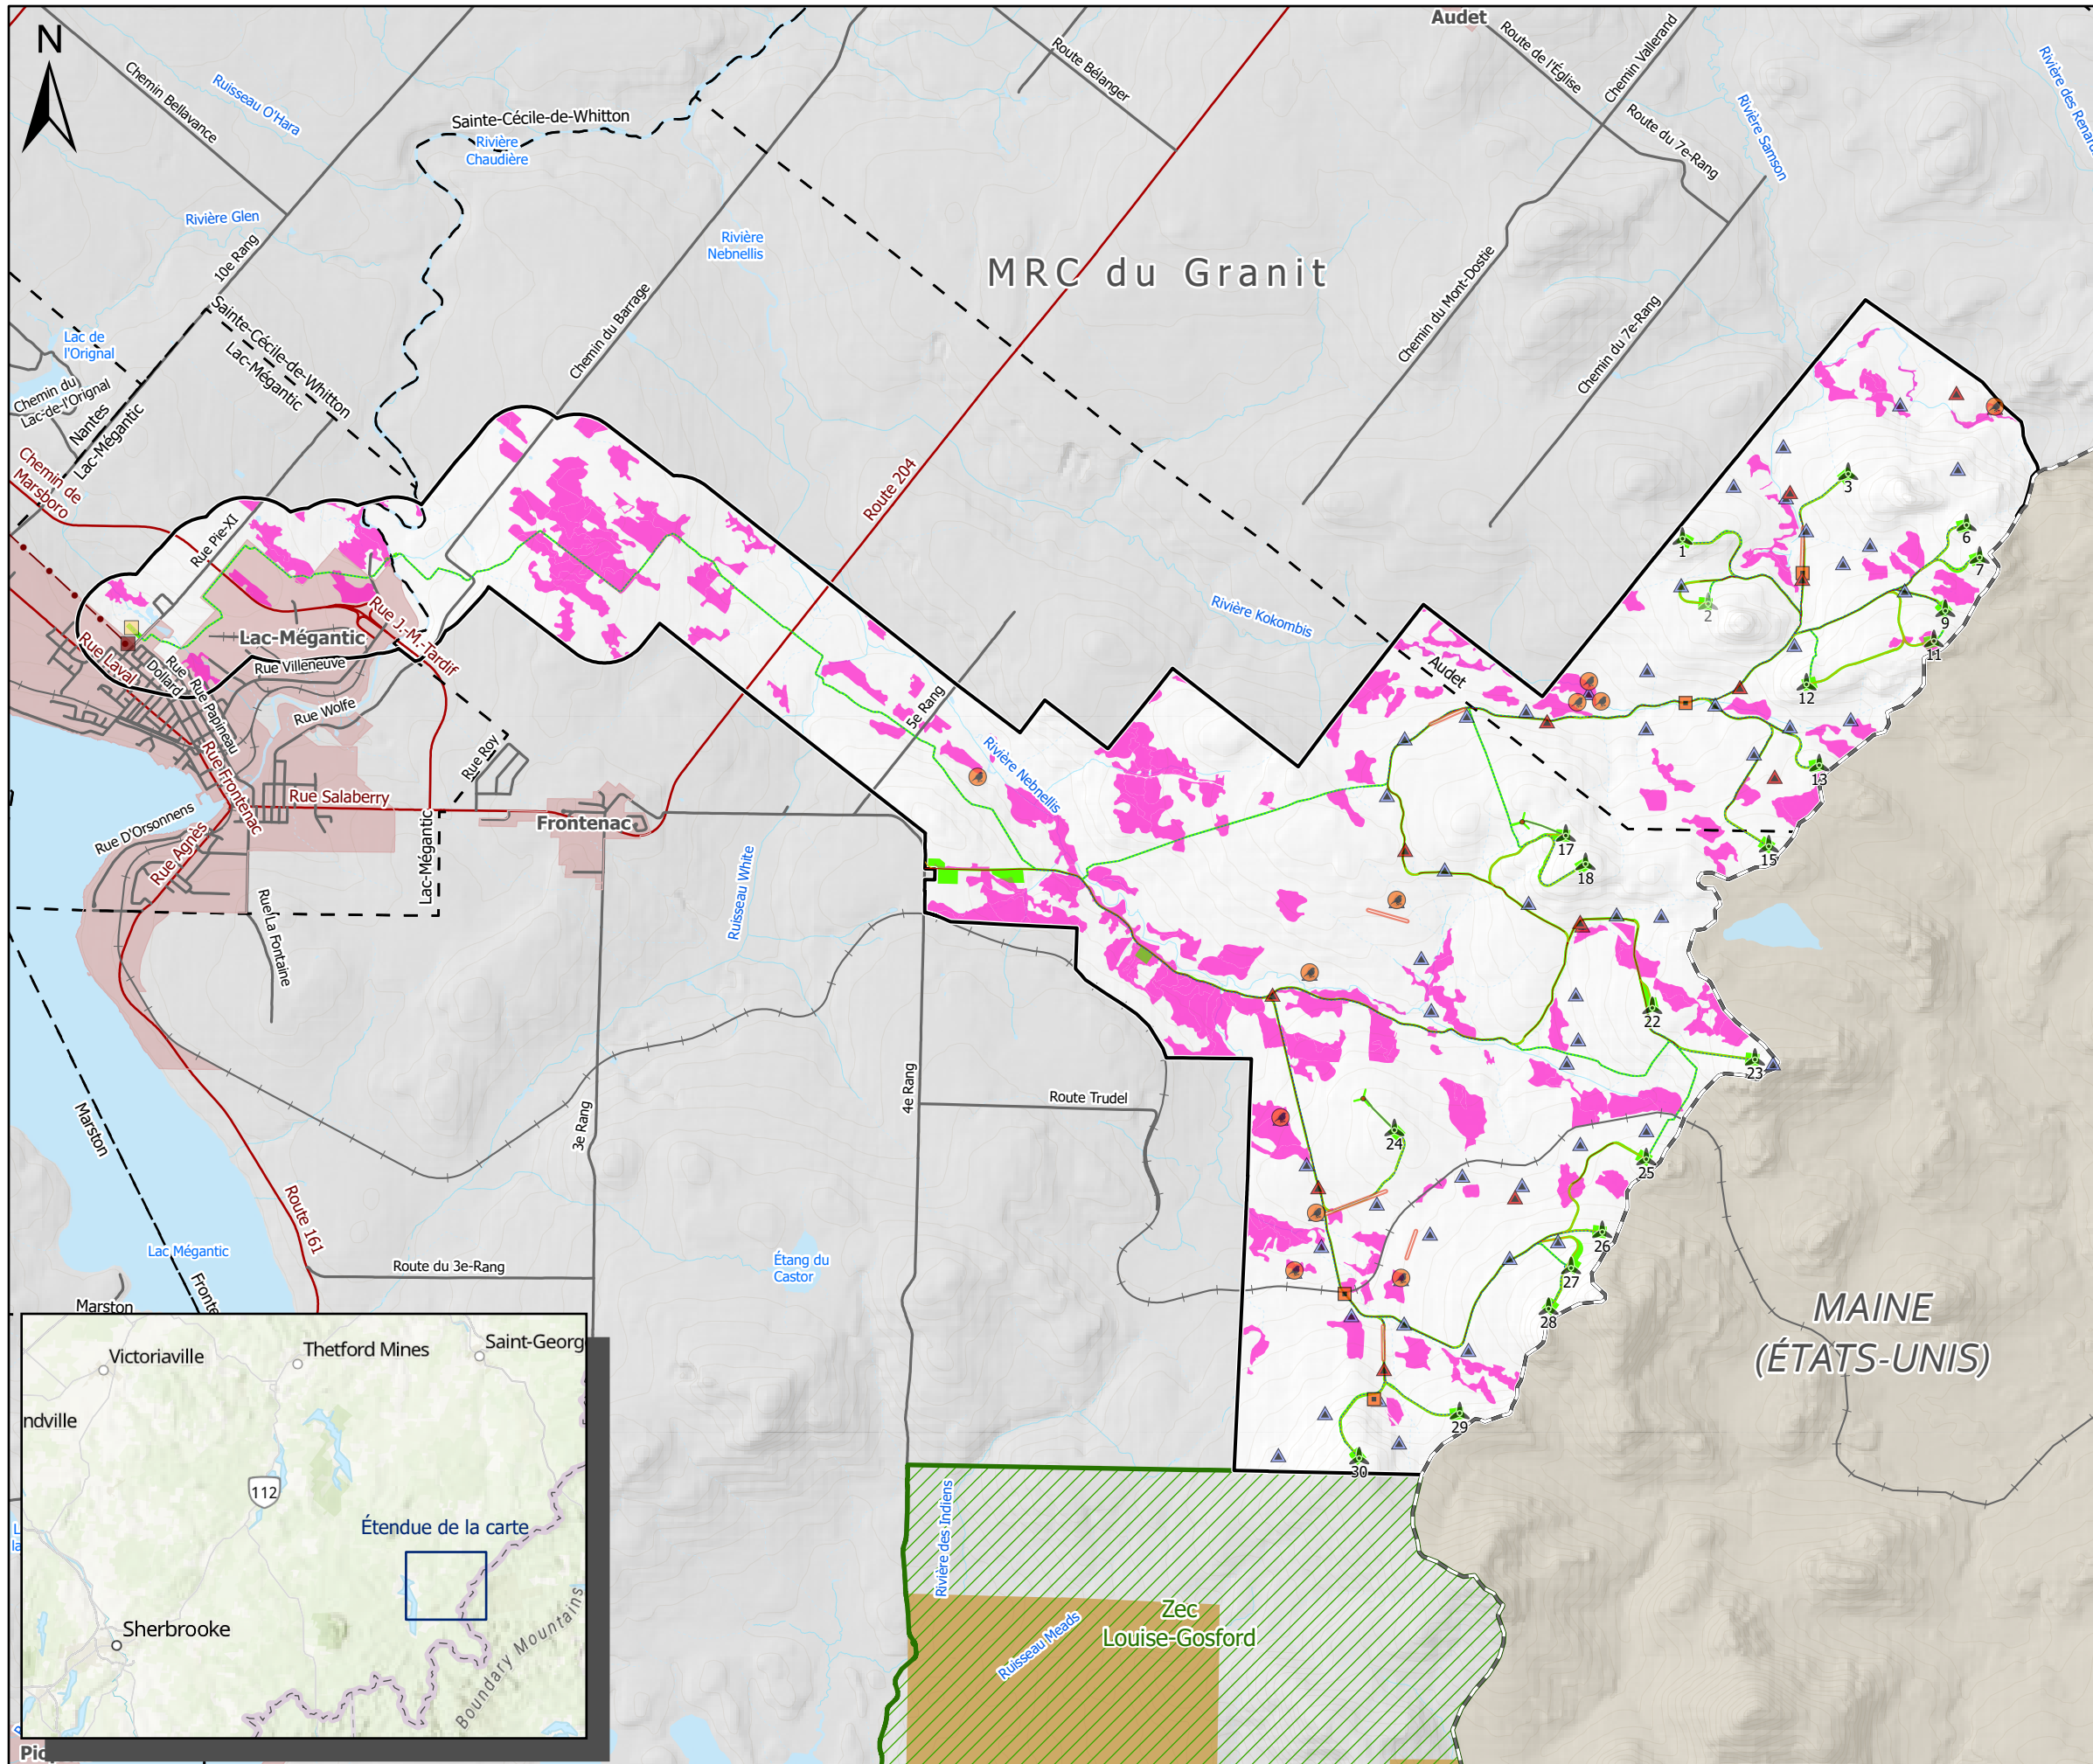 N
Audet
Chemin Bellavance
Ruisseau O'Hara
Sainte-Cécile-de-Whitton
Rivière
Chaudière
Route Bélanger
Route de l'Église
Chemin Vallerand
Route du 7e-Rang
Rivière Samson
Rivière Glen
10e Rang
Rivière
Nebnellis
MRC du Granit
Chemin du Mont-Dostie
Chemin du 7e-Rang
Chemin du Barrage
Sainte-Cécile-de-Whitton
Lac-Mégantic
Lac de
l'Orignal
Chemin du
Lac-de-l'Orignal
Nantes
Lac-Mégantic
Chemin de
Marsboro
Rue Pie-XI
Route 204
3
1
6
7
2
9
11
12
13
15
17
18
22
23
24
25
26
27
28
29
30
Rivière Kokombis
Audet
Lac-Mégantic
Rue J.-M.-Tardif
Rue Laval
Rue
Dollard
Rue Papineau
Rue Villeneuve
Rue Wolfe
Rue Roy
5e Rang
Rivière Nebnellis
Rue Frontenac
Rue Salaberry
Frontenac
Rue D'Orsonnens
Rue Agnès
Lac-Mégantic
Rue La Fontaine
Ruisseau White
4e Rang
Route Trudel
3e Rang
Marston
Route 161
Lac Mégantic
Route du 3e-Rang
Étang du
Castor
Marston
MAINE
(ÉTATS-UNIS)
Victoriaville
Thetford Mines
Saint-Georg
ndville
112
Étendue de la carte
Sherbrooke
Boundary Mountains
Rivière des Indiens
Ruisseau Meads
Zec
Louise-Gosford